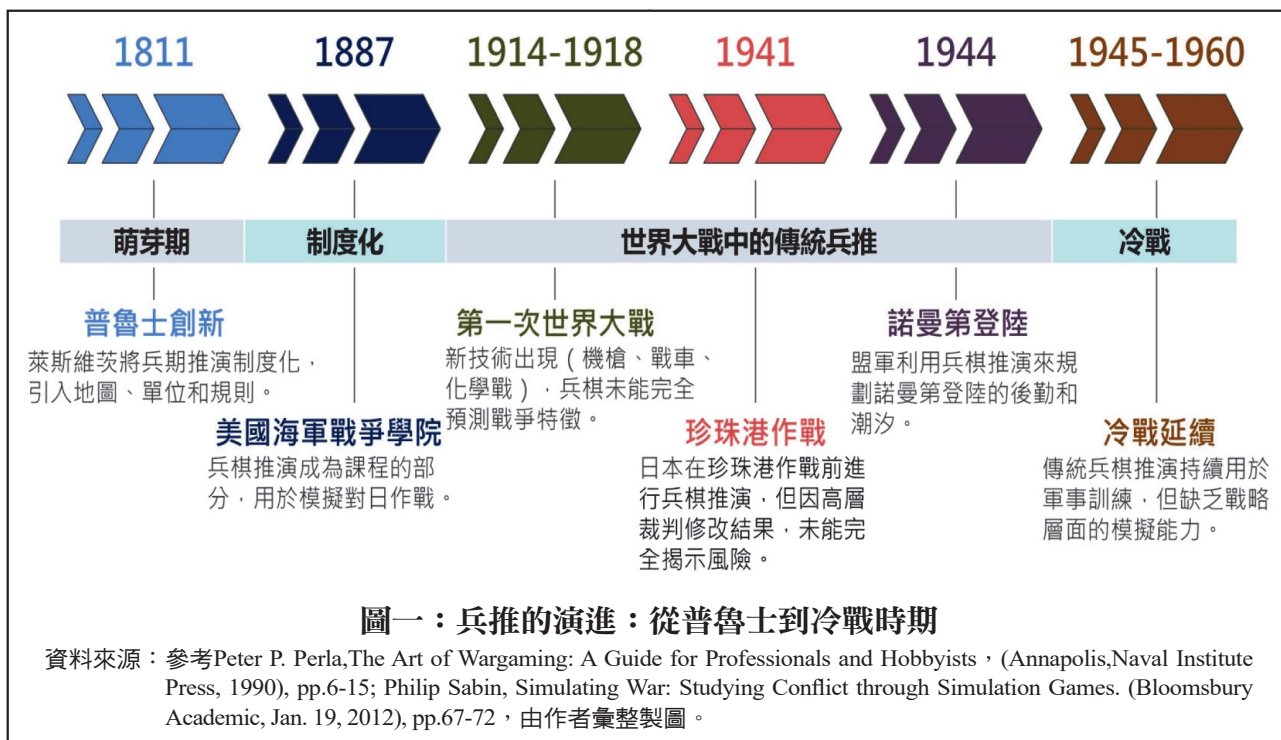 1811
1887
1914-1918
1941
1944
1945-1960
萌芽期
制度化
世界大戰中的傳統兵推
冷戰
普魯士創新
萊斯維茨將兵期推演制度化，
引入地圖、單位和規則。
美國海軍戰爭學院
兵棋推演成為課程的部
分，用於模擬對日作戰。
第一次世界大戰
新技術出現（機槍、戰車、
化學戰），兵棋未能完全
預測戰爭特徵。
珍珠港作戰
日本在珍珠港作戰前進
行兵棋推演，但因高層
裁判修改結果，未能完
全揭示風險。
諾曼第登陸
盟軍利用兵棋推演來規
劃諾曼第登陸的後勤和
潮汐。
冷戰延續
傳統兵棋推演持續用於
軍事訓練，但缺乏戰略
層面的模擬能力。
圖一：兵推的演進：從普魯士到冷戰時期
資料來源：參考Peter P. Perla,The Art of Wargaming: A Guide for Professionals and Hobbyists，(Annapolis,Naval Institute
Press, 1990), pp.6-15; Philip Sabin, Simulating War: Studying Conflict through Simulation Games. (Bloomsbury
Academic, Jan. 19, 2012), pp.67-72，由作者彙整製圖。